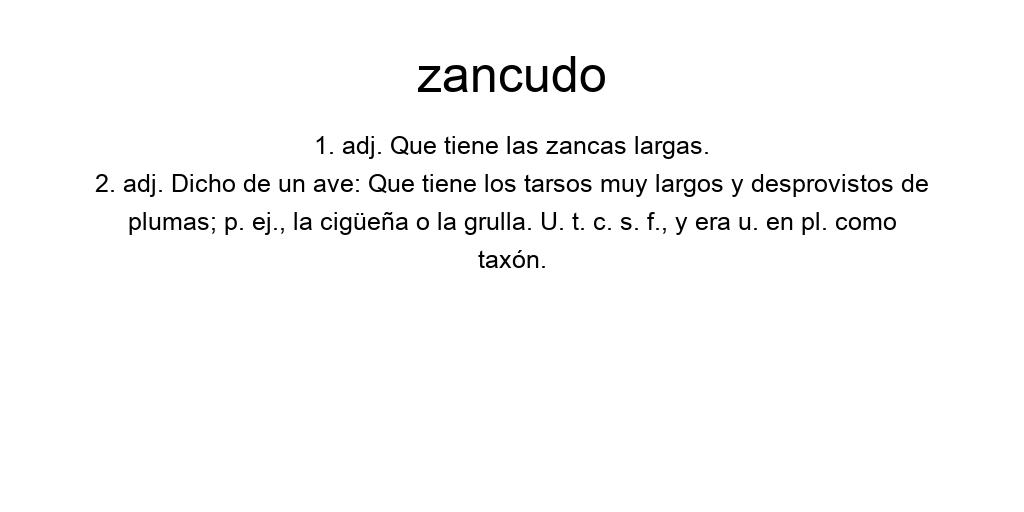 zancudo
1. adj. Que tiene las zancas largas.
2. adj. Dicho de un ave: Que tiene los tarsos muy largos y desprovistos de
plumas; p. ej., la cigüeña o la grulla. U. t. c. s. f., y era u. en pl. como
taxón.